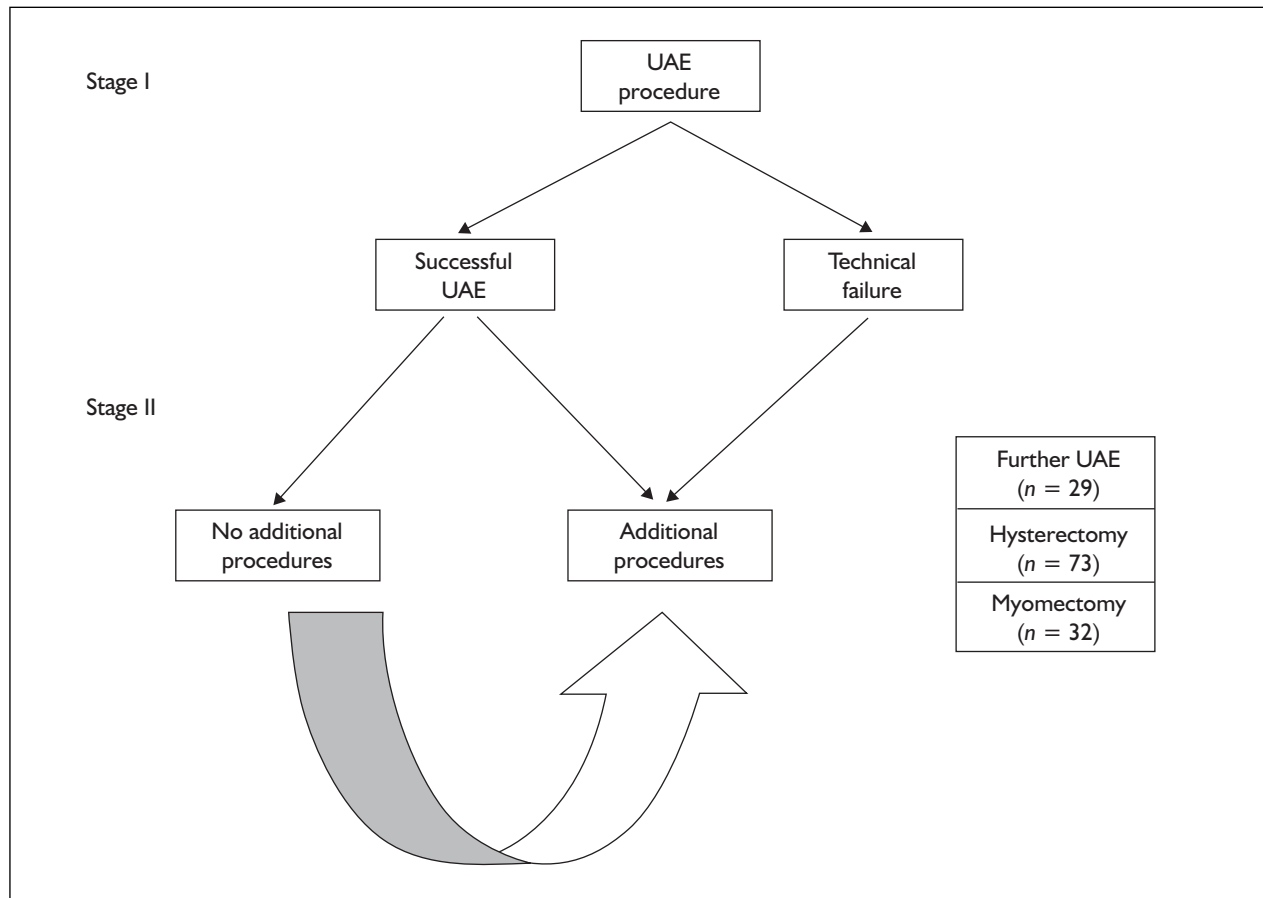 Stage I
UAE
procedure
Successful
UAE
Technical
failure
Stage II
No additional
procedures
Additional
procedures
Further UAE
(n = 29)
Hysterectomy
(n = 73)
Myomectomy
(n = 32)